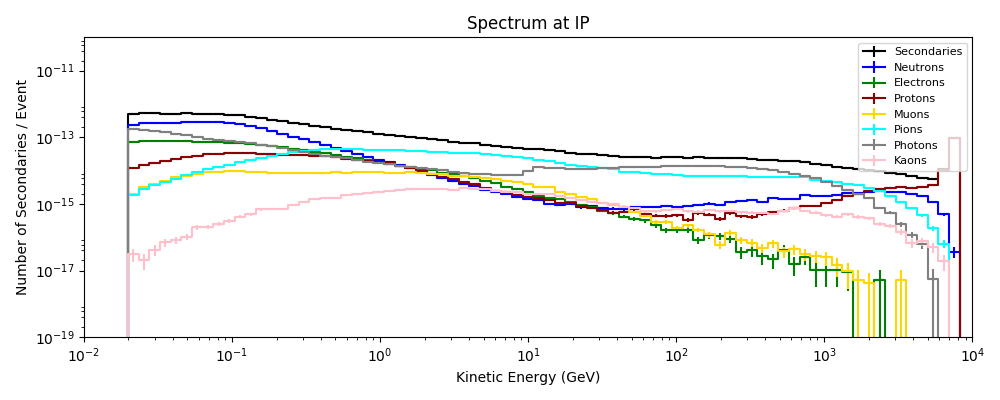 Spectrum at IP
Number of Secondaries / Event
10⁻¹¹
10⁻¹³
10⁻¹⁵
10⁻¹⁷
10⁻¹⁹
Secondaries
Neutrons
Electrons
Protons
Muons
Pions
Photons
Kaons
10⁻² 10⁻¹ 10⁰ 10¹ 10² 10³ 10⁴
Kinetic Energy (GeV)